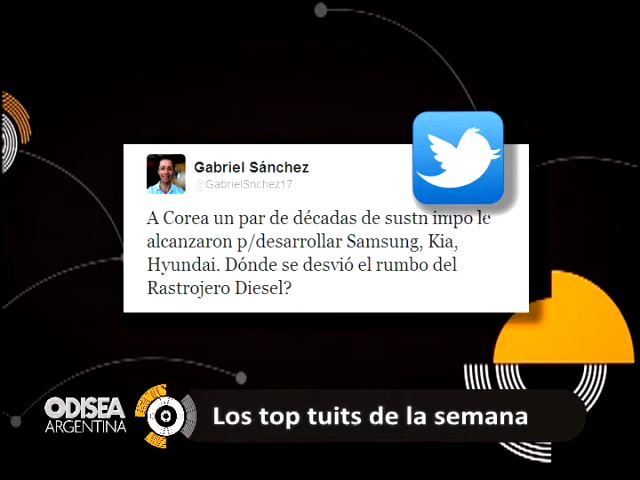 Gabriel Sánchez
@GabrielSnchez17
A Corea un par de décadas de sustn impo le
alcanzaron p/desarrollar Samsung, Kia,
Hyundai. Dónde se desvió el rumbo del
Rastrojero Diesel?
ODISEA
ARGENTINA
Los top tuits de la semana